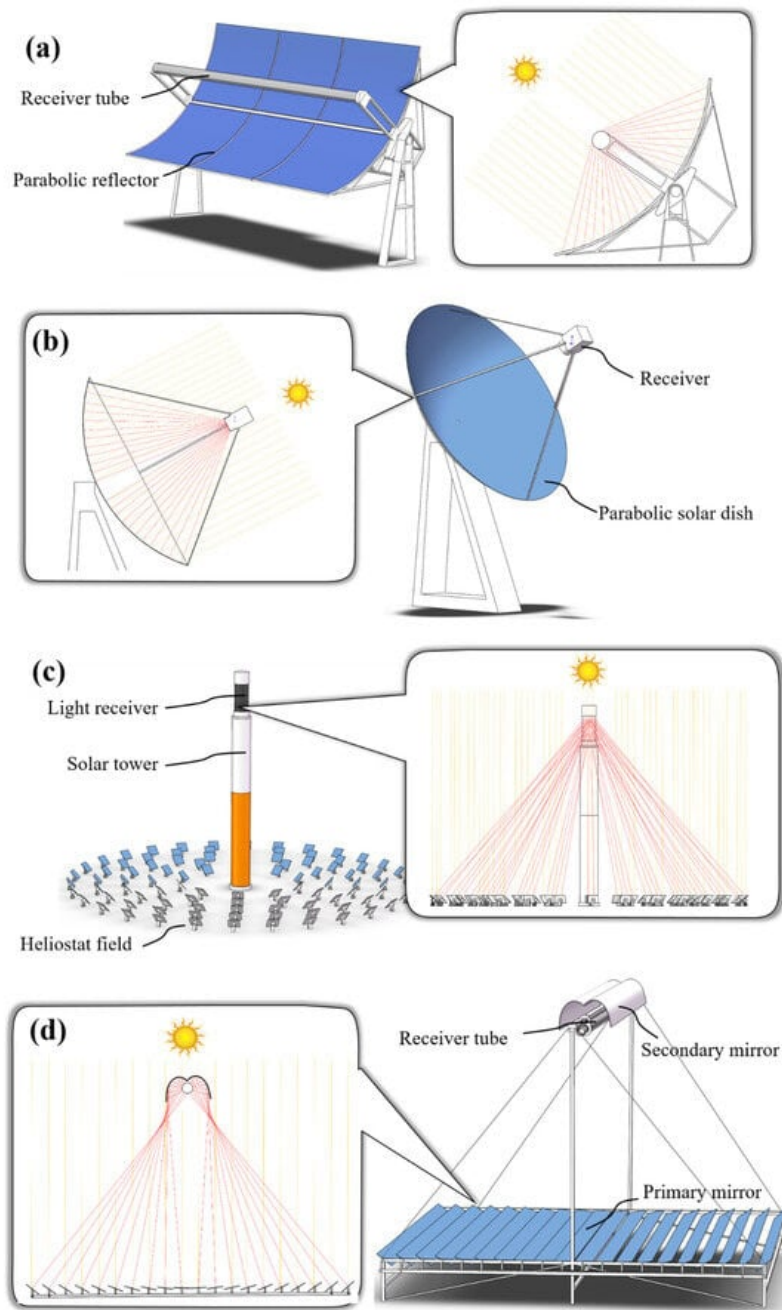 (a)
Receiver tube
Parabolic reflector
(b)
Receiver
Parabolic solar dish
(c)
Light receiver
Solar tower
Heliostat field
(d)
Receiver tube
Secondary mirror
Primary mirror